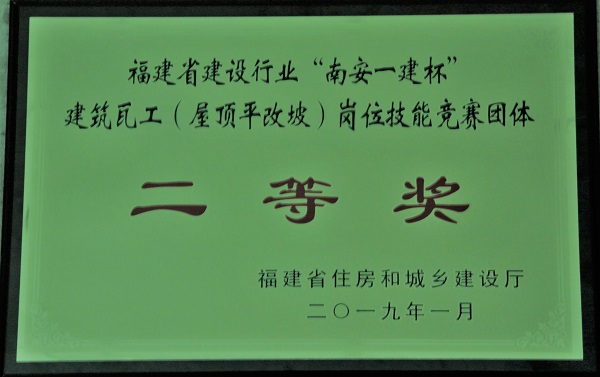 福建省建设行业“南安一建杯”
建筑瓦工（屋顶平改坡）岗位技能竞赛团体
二等奖
福建省住房和城乡建设厅
二〇一九年一月